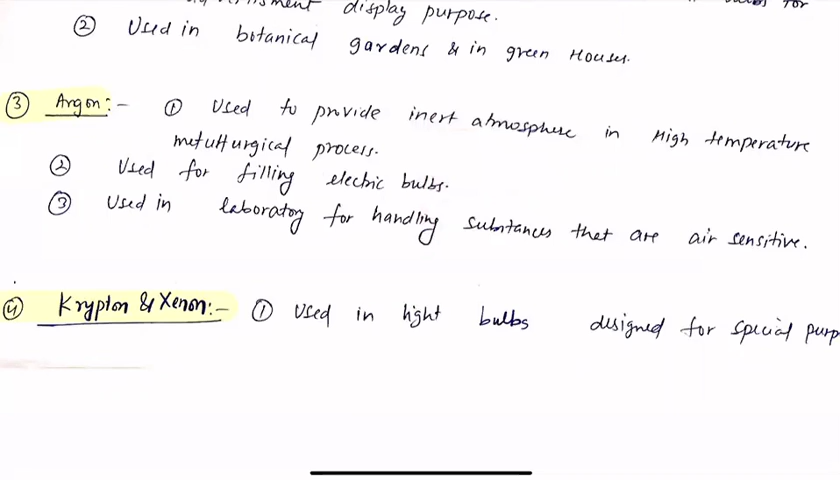 display purpose.
② Used in botanical gardens & in green Houses.
③ Argon:- ① Used to provide inert atmosphere in High temperature
metullurgical process.
② Used for filling electric bulbs.
③ Used in laboratory for handling substances that are air sensitive.
④ Krypton & Xenon:- ① Used in light bulbs designed for special purp